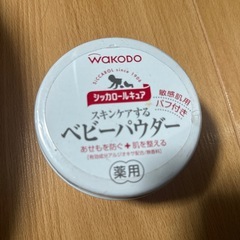 wakodo
SICCAROL since 1906
シッカロールキュア
敏感肌用
パフ付き
スキンケアする
ベビーパウダー
あせもを防ぐ+肌を整える
薬用